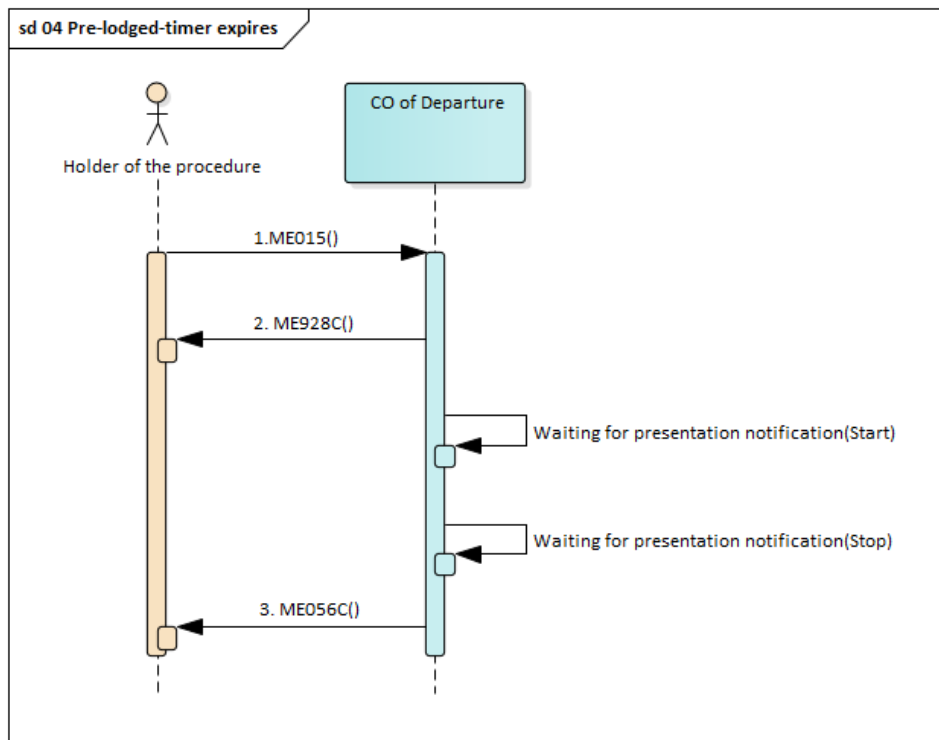 sd 04 Pre-lodged-timer expires
CO of Departure
Holder of the procedure
1.ME015()
2. ME928C()
Waiting for presentation notification(Start)
Waiting for presentation notification(Stop)
3. ME056C()